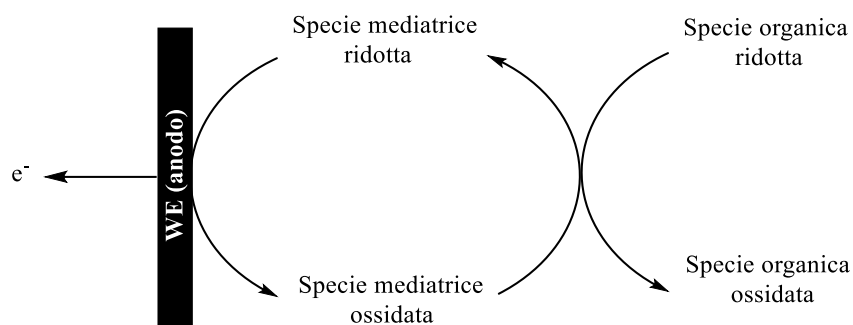 Specie mediatrice
ridotta
Specie organica
ridotta
e-
WE (anodo)
Specie mediatrice
ossidata
Specie organica
ossidata